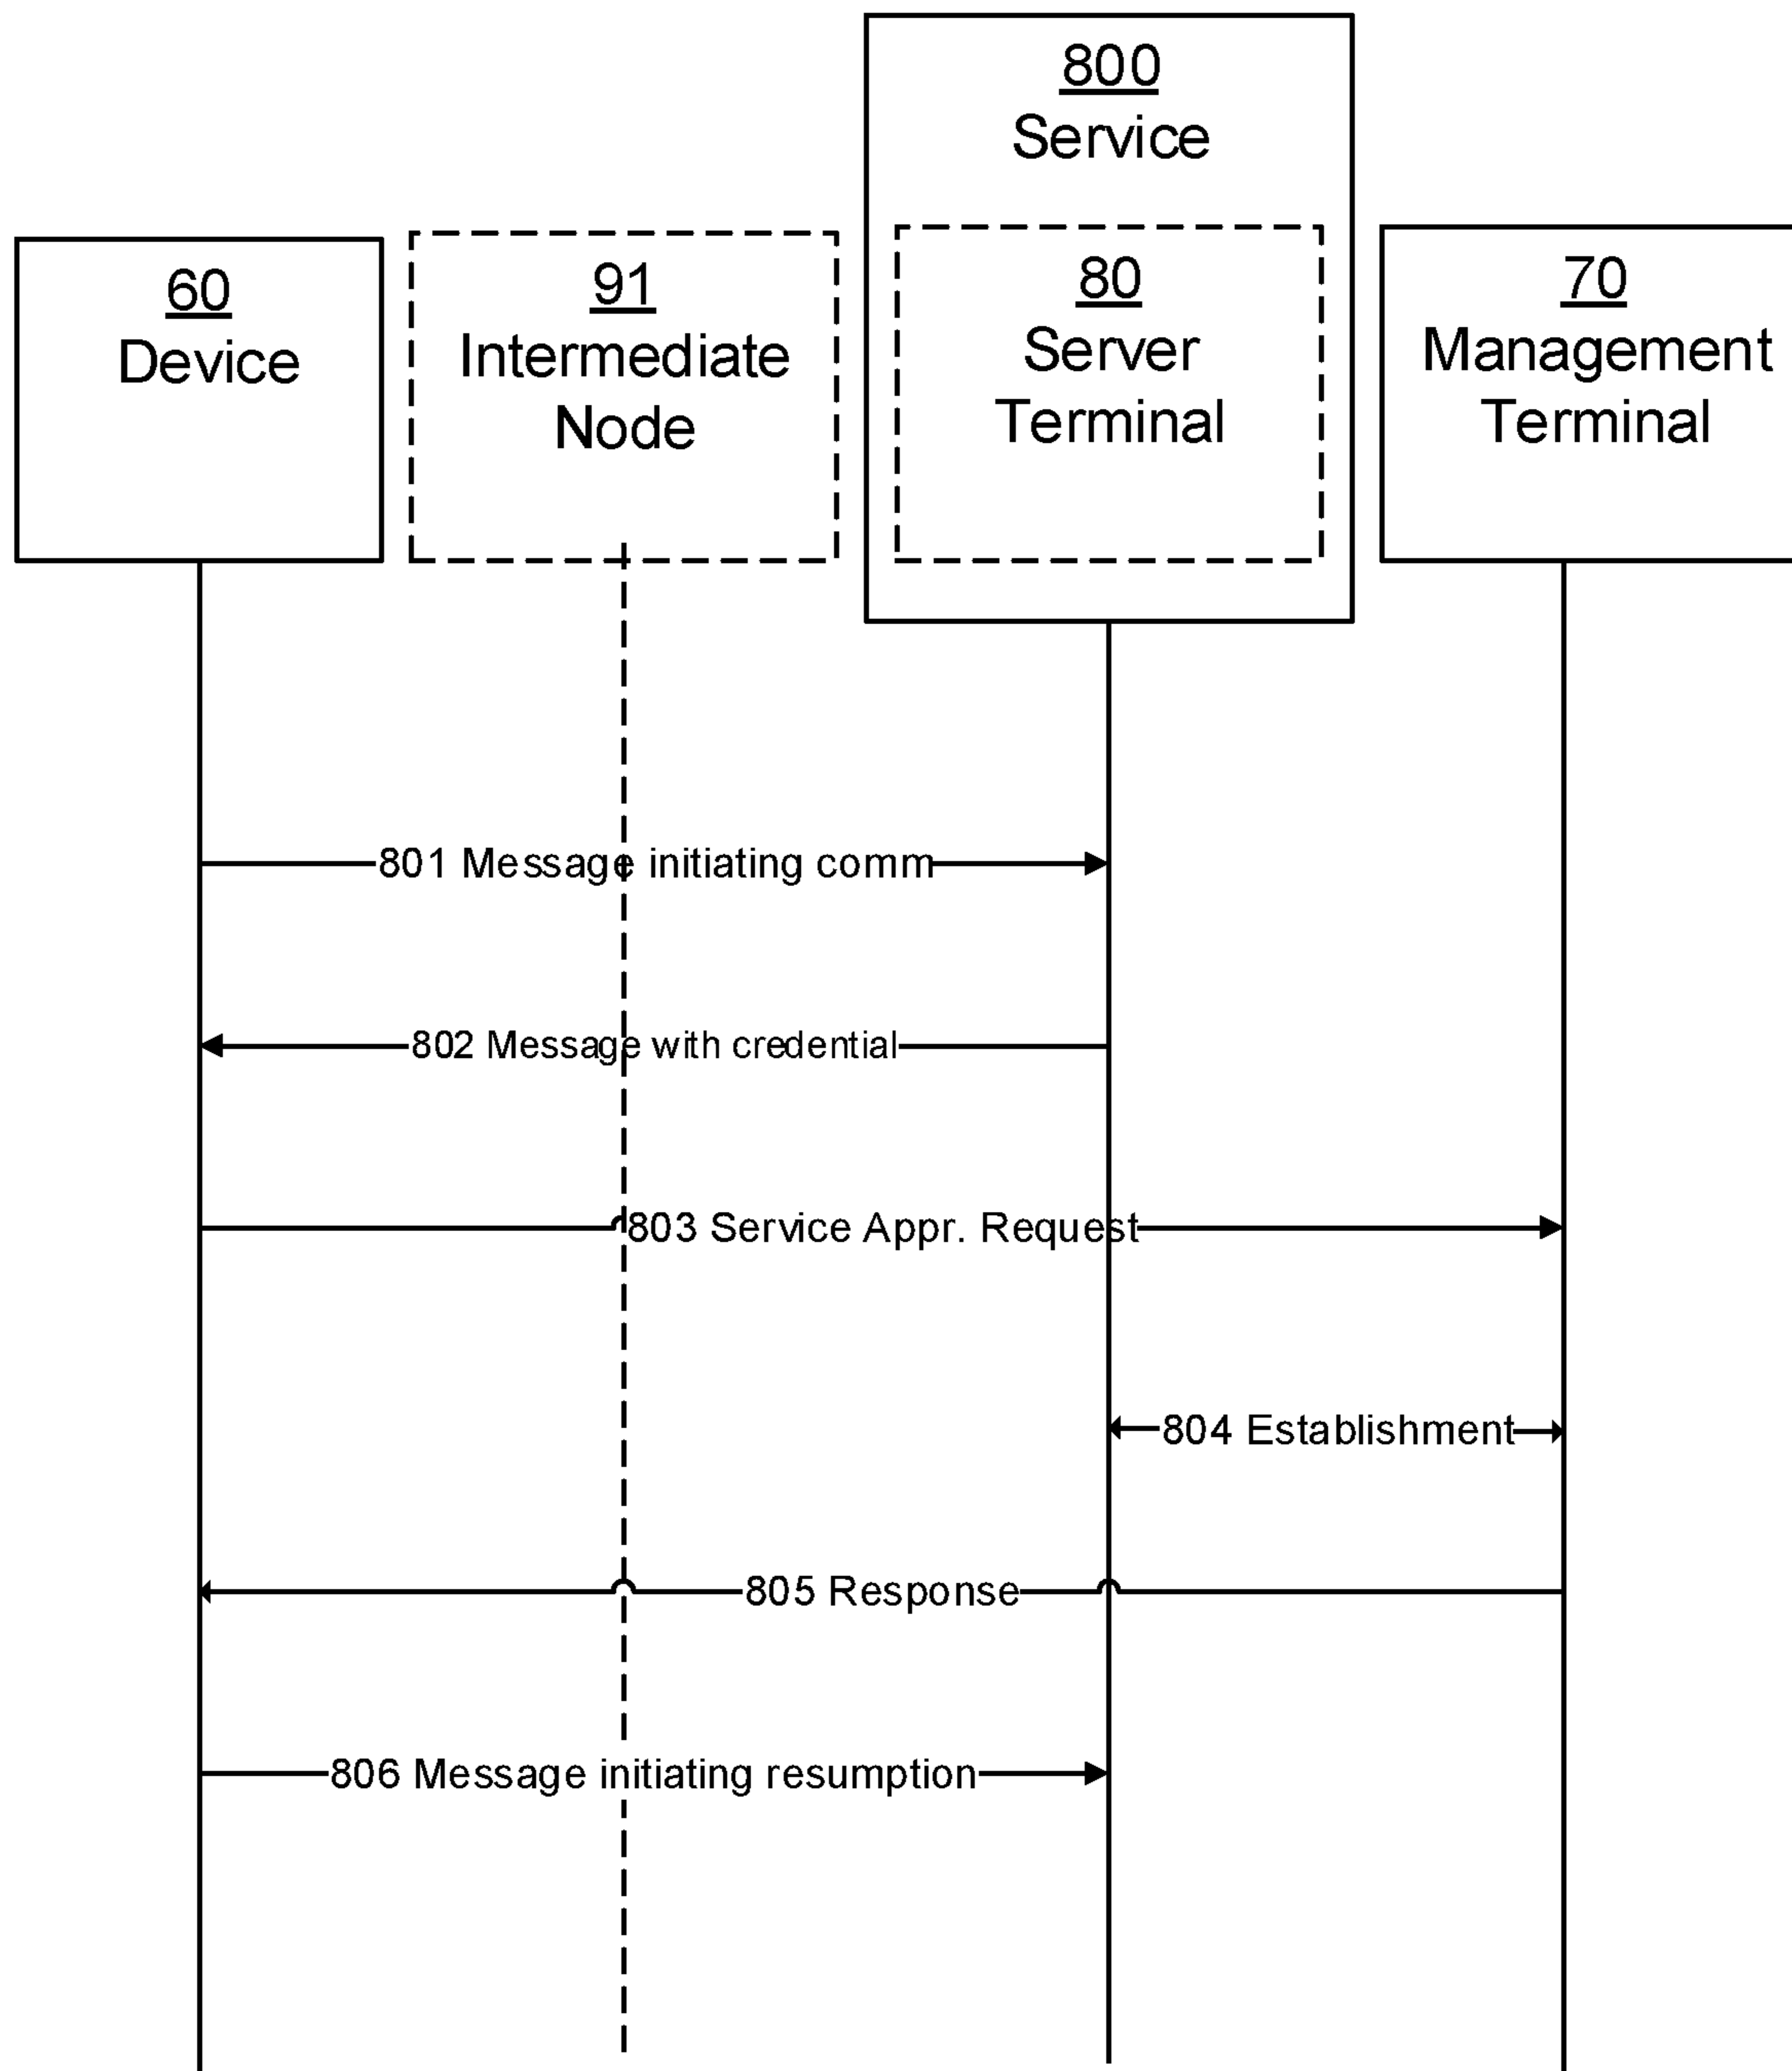 800
Service
60
Device
91
Intermediate
Node
80
Server
Terminal
70
Management
Terminal
801 Message initiating comm
802 Message with credential
803 Service Appr. Request
804 Establishment
805 Response
806 Message initiating resumption